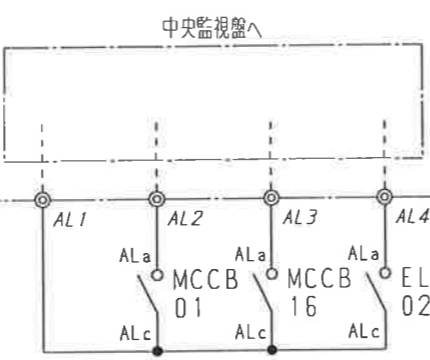 中央監視盤へ
AL1 AL2 AL3 AL4
ALa ALa ALa
MCCB MCCB EL
01 16 02
ALc ALc ALc